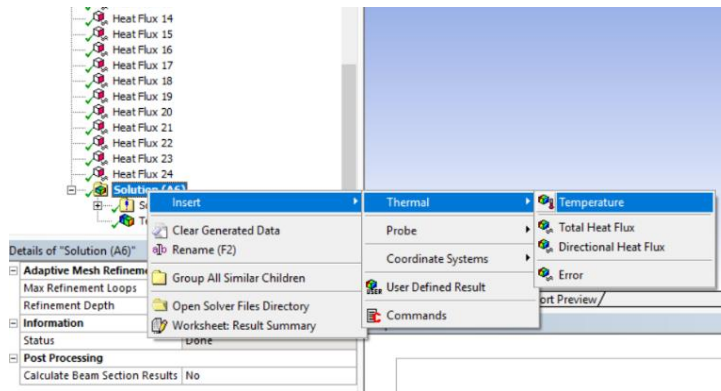 Heat Flux 14
Heat Flux 15
Heat Flux 16
Heat Flux 17
Heat Flux 18
Heat Flux 19
Heat Flux 20
Heat Flux 21
Heat Flux 22
Heat Flux 23
Heat Flux 24
Solution (A6)
Insert
Clear Generated Data
Rename (F2)
Group All Similar Children
Open Solver Files Directory
Worksheet: Result Summary
Thermal
Probe
Coordinate Systems
User Defined Result
Commands
Temperature
Total Heat Flux
Directional Heat Flux
Error
ort Preview
Details of "Solution (A6)"
Adaptive Mesh Refineme
Max Refinement Loops
Refinement Depth
Information
Status Done
Post Processing
Calculate Beam Section Results No